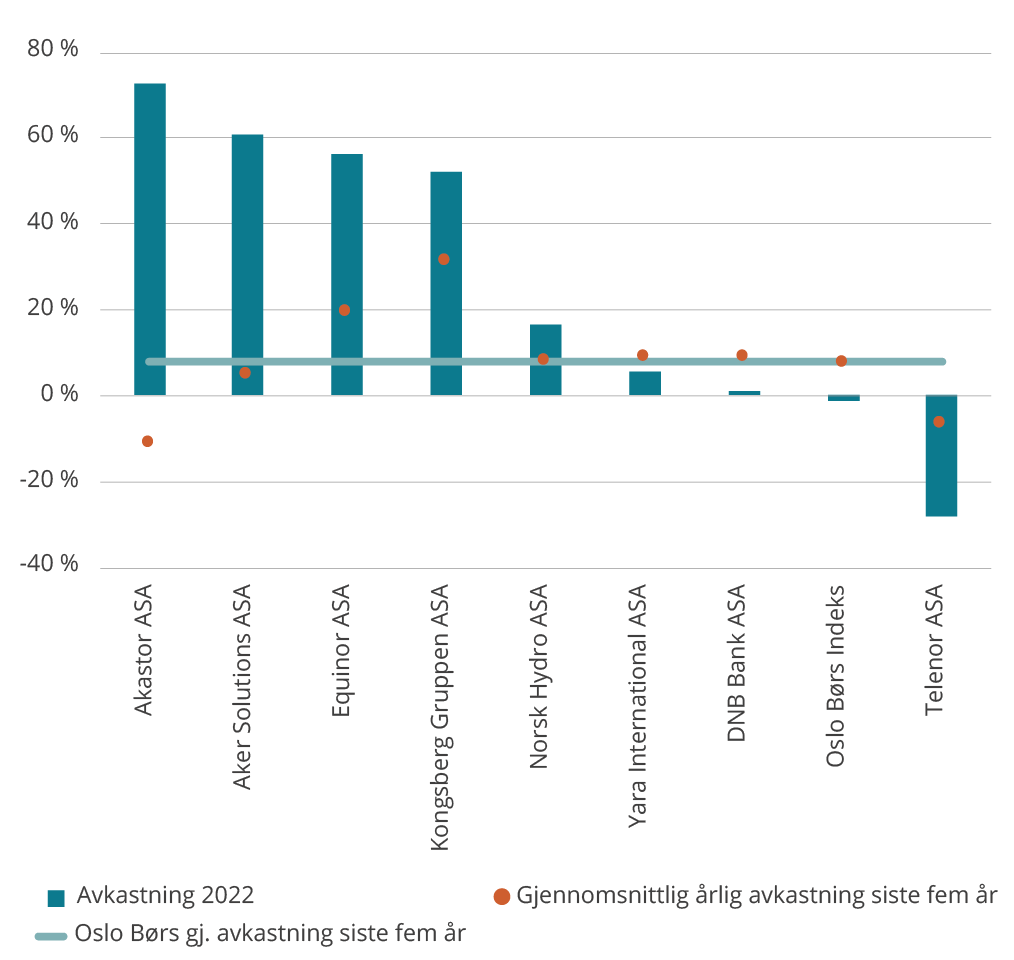 80 %
60 %
40 %
20 %
0 %
-20 %
-40 %
Akastor ASA
Aker Solutions ASA
Equinor ASA
Kongsberg Gruppen ASA
Norsk Hydro ASA
Yara International ASA
DNB Bank ASA
Oslo Børs Indeks
Telenor ASA
Avkastning 2022
Gjennomsnittlig årlig avkastning siste fem år
Oslo Børs gj. avkastning siste fem år